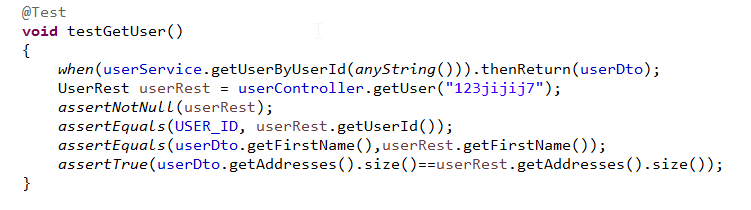 @Test
void testGetUser()
{
    when(userService.getUserByUserId(anyString())).thenReturn(userDto);
    UserRest userRest = userController.getUser("123jijij7");
    assertNotNull(userRest);
    assertEquals(USER_ID, userRest.getUserId());
    assertEquals(userDto.getFirstName(),userRest.getFirstName());
    assertTrue(userDto.getAddresses().size()==userRest.getAddresses().size());
}